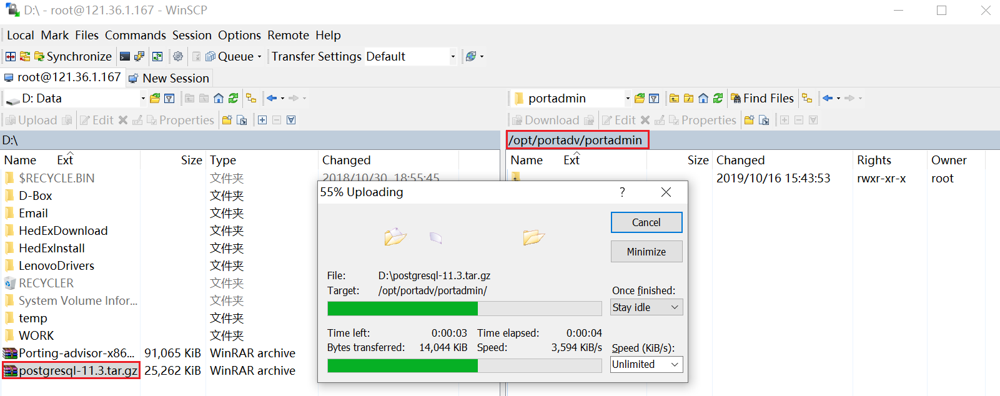 D:\ - root@121.36.1.167 - WinSCP
Local Mark Files Commands Session Options Remote Help
Synchronize Queue Transfer Settings Default
root@121.36.1.167 New Session
D: Data
portadmin Find Files
Upload Edit Properties
Download Edit Properties
D:\
/opt/portadv/portadmin
Name Ext Size Type Changed
$RECYCLE.BIN 文件夹 2018/10/30 18:55:45
D-Box 文件夹
Email 文件夹
HedExDownload 文件夹
HedExInstall 文件夹
LenovoDrivers 文件夹
RECYCLER 文件夹
System Volume Infor... 文件夹
temp 文件夹
WORK 文件夹
Porting-advisor-x86... 91,065 KiB WinRAR archive
postgresql-11.3.tar.gz 25,262 KiB WinRAR archive
Name Ext Size Changed Rights Owner
2019/10/16 15:43:53 rwxr-xr-x root
55% Uploading ?
Cancel
Minimize
File: D:\postgresql-11.3.tar.gz
Target: /opt/portadv/portadmin/
Once finished:
Stay idle
Time left: 0:00:03 Time elapsed: 0:00:04
Bytes transferred: 14,044 KiB Speed: 3,594 KiB/s
Speed (KiB/s):
Unlimited